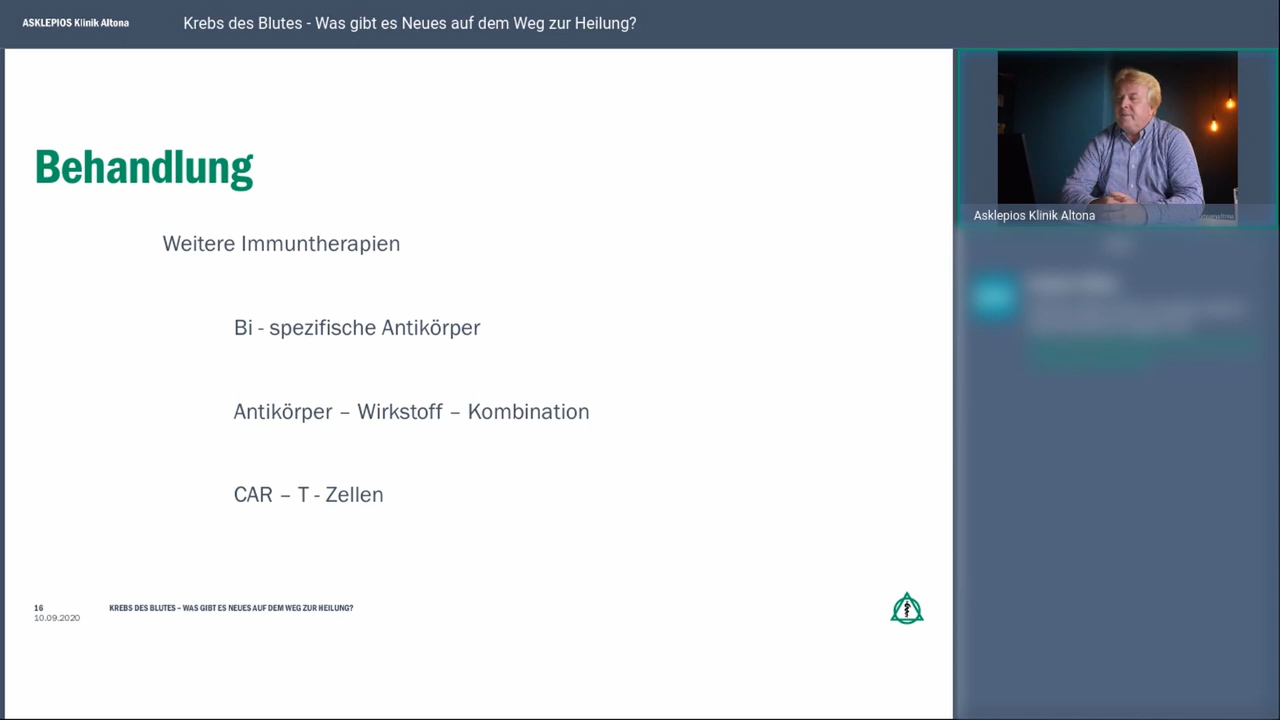 ASKLEPIOS Klinik Altona
Krebs des Blutes - Was gibt es Neues auf dem Weg zur Heilung?
Behandlung
Weitere Immuntherapien
Bi - spezifische Antikörper
Antikörper – Wirkstoff – Kombination
CAR – T - Zellen
16
KREBS DES BLUTES – WAS GIBT ES NEUES AUF DEM WEG ZUR HEILUNG?
10.09.2020
Asklepios Klinik Altona